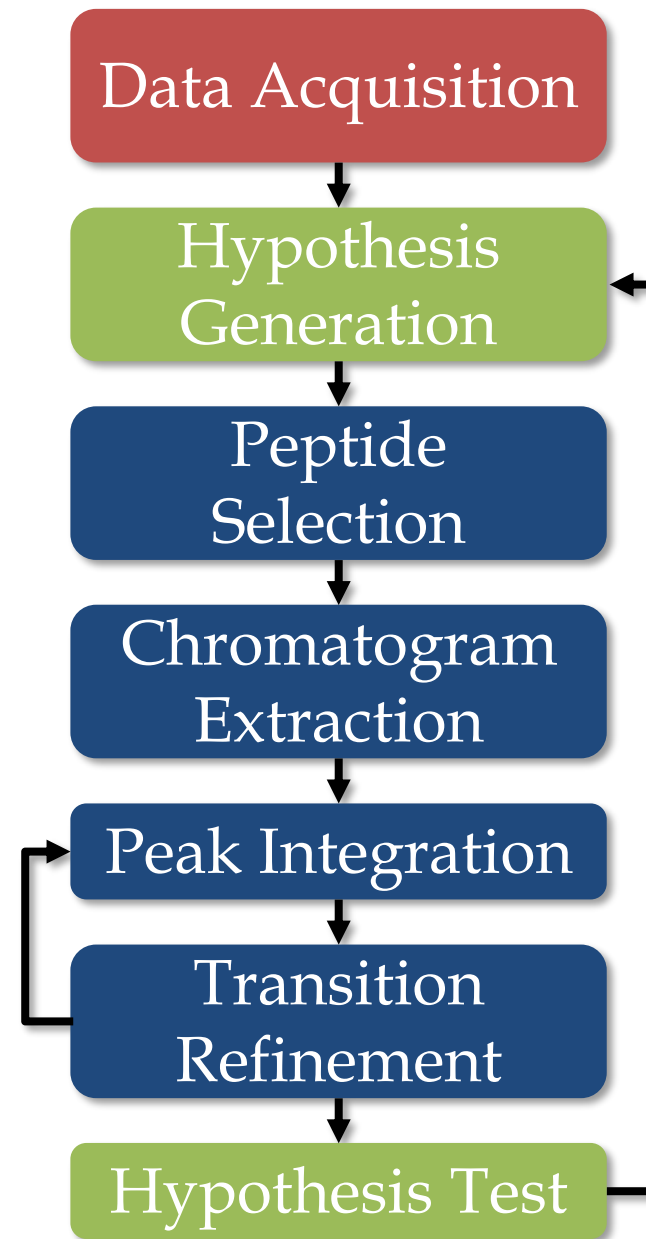 Data Acquisition
Hypothesis
Generation
Peptide
Selection
Chromatogram
Extraction
Peak Integration
Transition
Refinement
Hypothesis Test